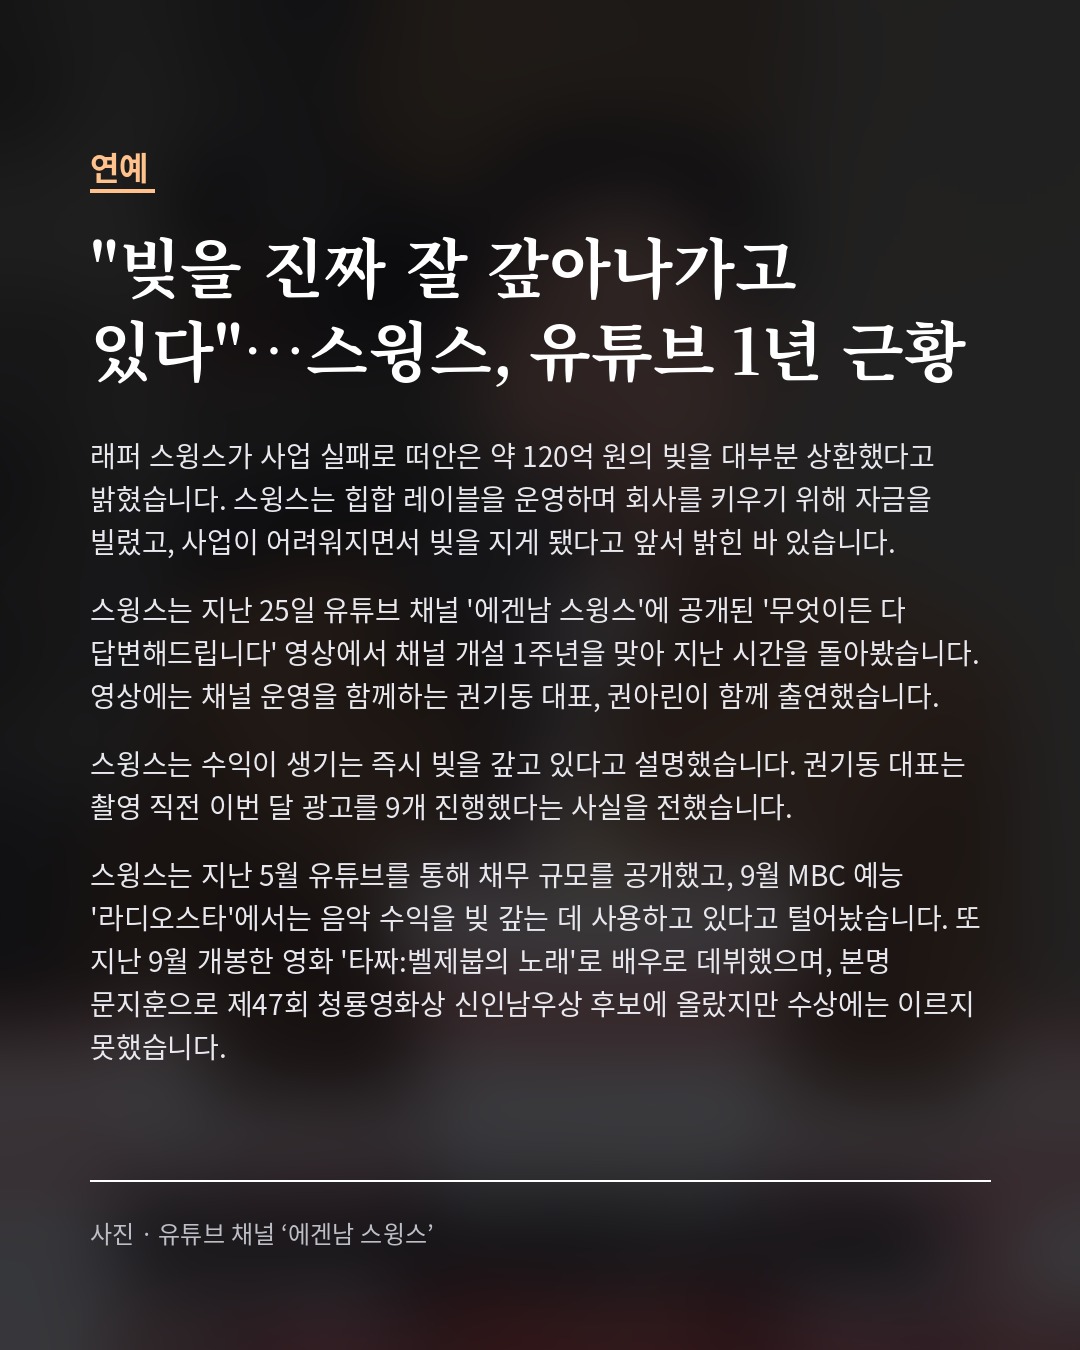 연예
"빚을 진짜 잘 갚아나가고
있다"…스윙스, 유튜브 1년 근황
래퍼 스윙스가 사업 실패로 떠안은 약 120억 원의 빚을 대부분 상환했다고
밝혔습니다. 스윙스는 힙합 레이블을 운영하며 회사를 키우기 위해 자금을
빌렸고, 사업이 어려워지면서 빚을 지게 됐다고 앞서 밝힌 바 있습니다.
스윙스는 지난 25일 유튜브 채널 '에겐남 스윙스'에 공개된 '무엇이든 다
답변해드립니다' 영상에서 채널 개설 1주년을 맞아 지난 시간을 돌아봤습니다.
영상에는 채널 운영을 함께하는 권기동 대표, 권아린이 함께 출연했습니다.
스윙스는 수익이 생기는 즉시 빚을 갚고 있다고 설명했습니다. 권기동 대표는
촬영 직전 이번 달 광고를 9개 진행했다는 사실을 전했습니다.
스윙스는 지난 5월 유튜브를 통해 채무 규모를 공개했고, 9월 MBC 예능
'라디오스타'에서는 음악 수익을 빚 갚는 데 사용하고 있다고 털어놨습니다. 또
지난 9월 개봉한 영화 '타짜:벨제붑의 노래'로 배우로 데뷔했으며, 본명
문지훈으로 제47회 청룡영화상 신인남우상 후보에 올랐지만 수상에는 이르지
못했습니다.
사진 · 유튜브 채널 ‘에겐남 스윙스’